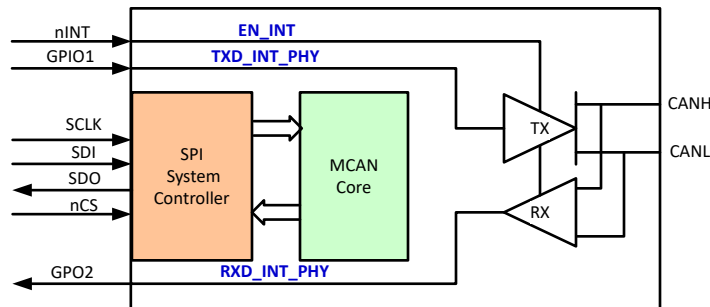 nINT EN_INT
GPIO1 TXD_INT_PHY
CANH
SCLK
TX
SDI
SPI
System
Controller
MCAN
Core
CANL
SDO
nCS
RX
GPO2 RXD_INT_PHY